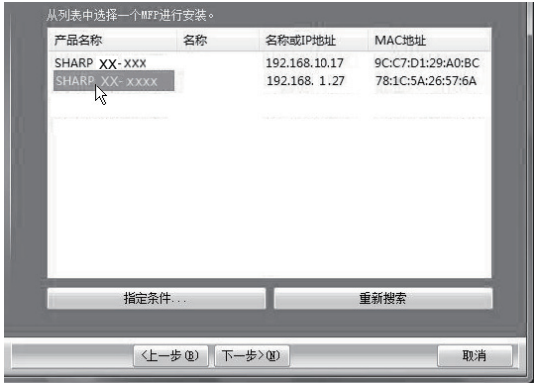 从列表中选择一个MFP进行安装。
产品名称 名称 名称或IP地址 MAC地址
SHARP XX-XXX 192.168.10.17 9C:C7:D1:29:A0:BC
SHARP XX-XXXX 192.168. 1.27 78:1C:5A:26:57:6A
指定条件... 重新搜索
<上一步(B) 下一步>(N) 取消